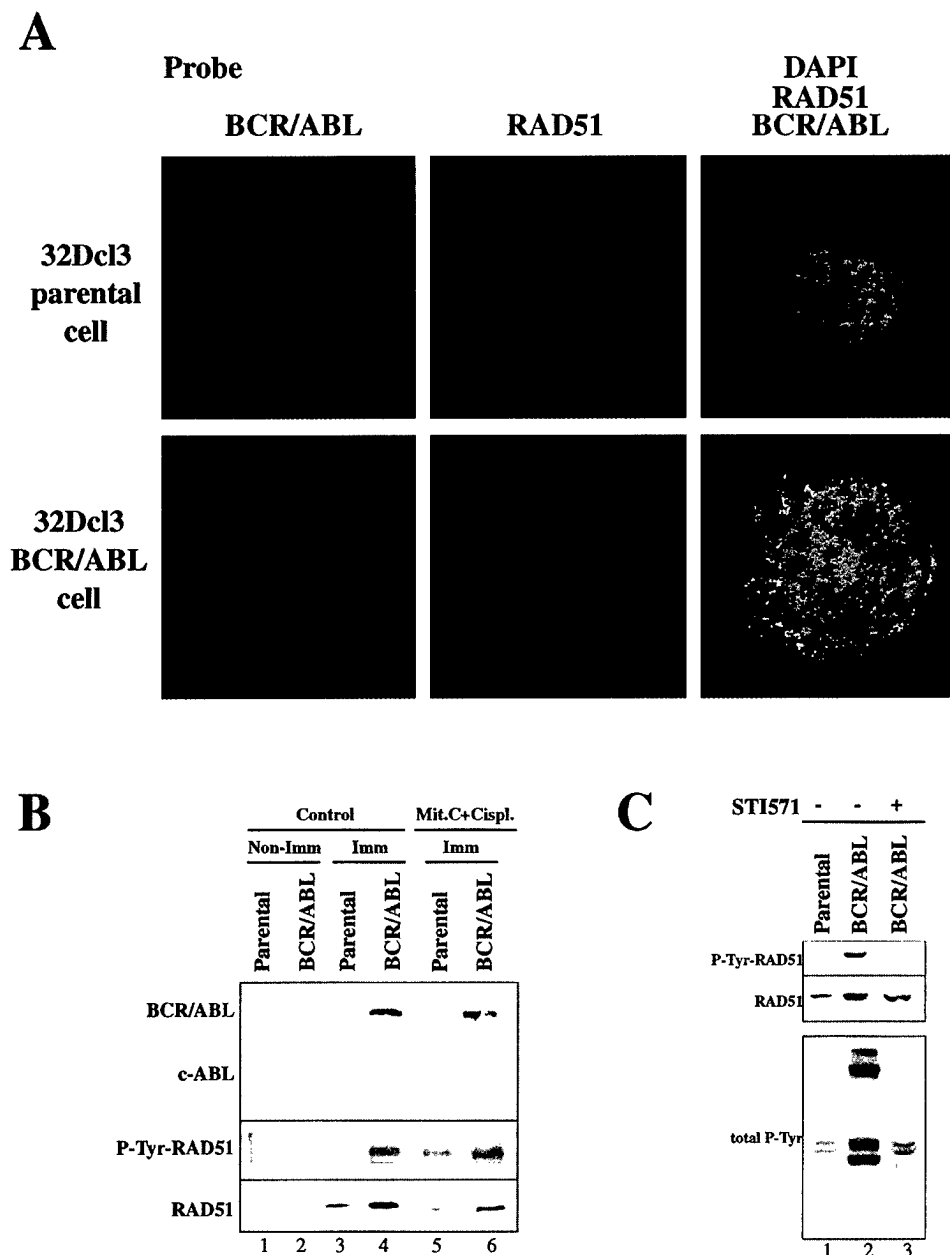 A
Probe
BCR/ABL
RAD51
DAPI
RAD51
BCR/ABL
32Dcl3
parental
cell
32Dcl3
BCR/ABL
cell
B
Control
Mit.C+Cispl.
Non-Imm
Imm
Imm
Parental
BCR/ABL
Parental
BCR/ABL
Parental
BCR/ABL
BCR/ABL
c-ABL
P-Tyr-RAD51
RAD51
1 2 3 4 5 6
C
STI571 - - +
Parental
BCR/ABL
BCR/ABL
P-Tyr-RAD51
RAD51
total P-Tyr
1 2 3